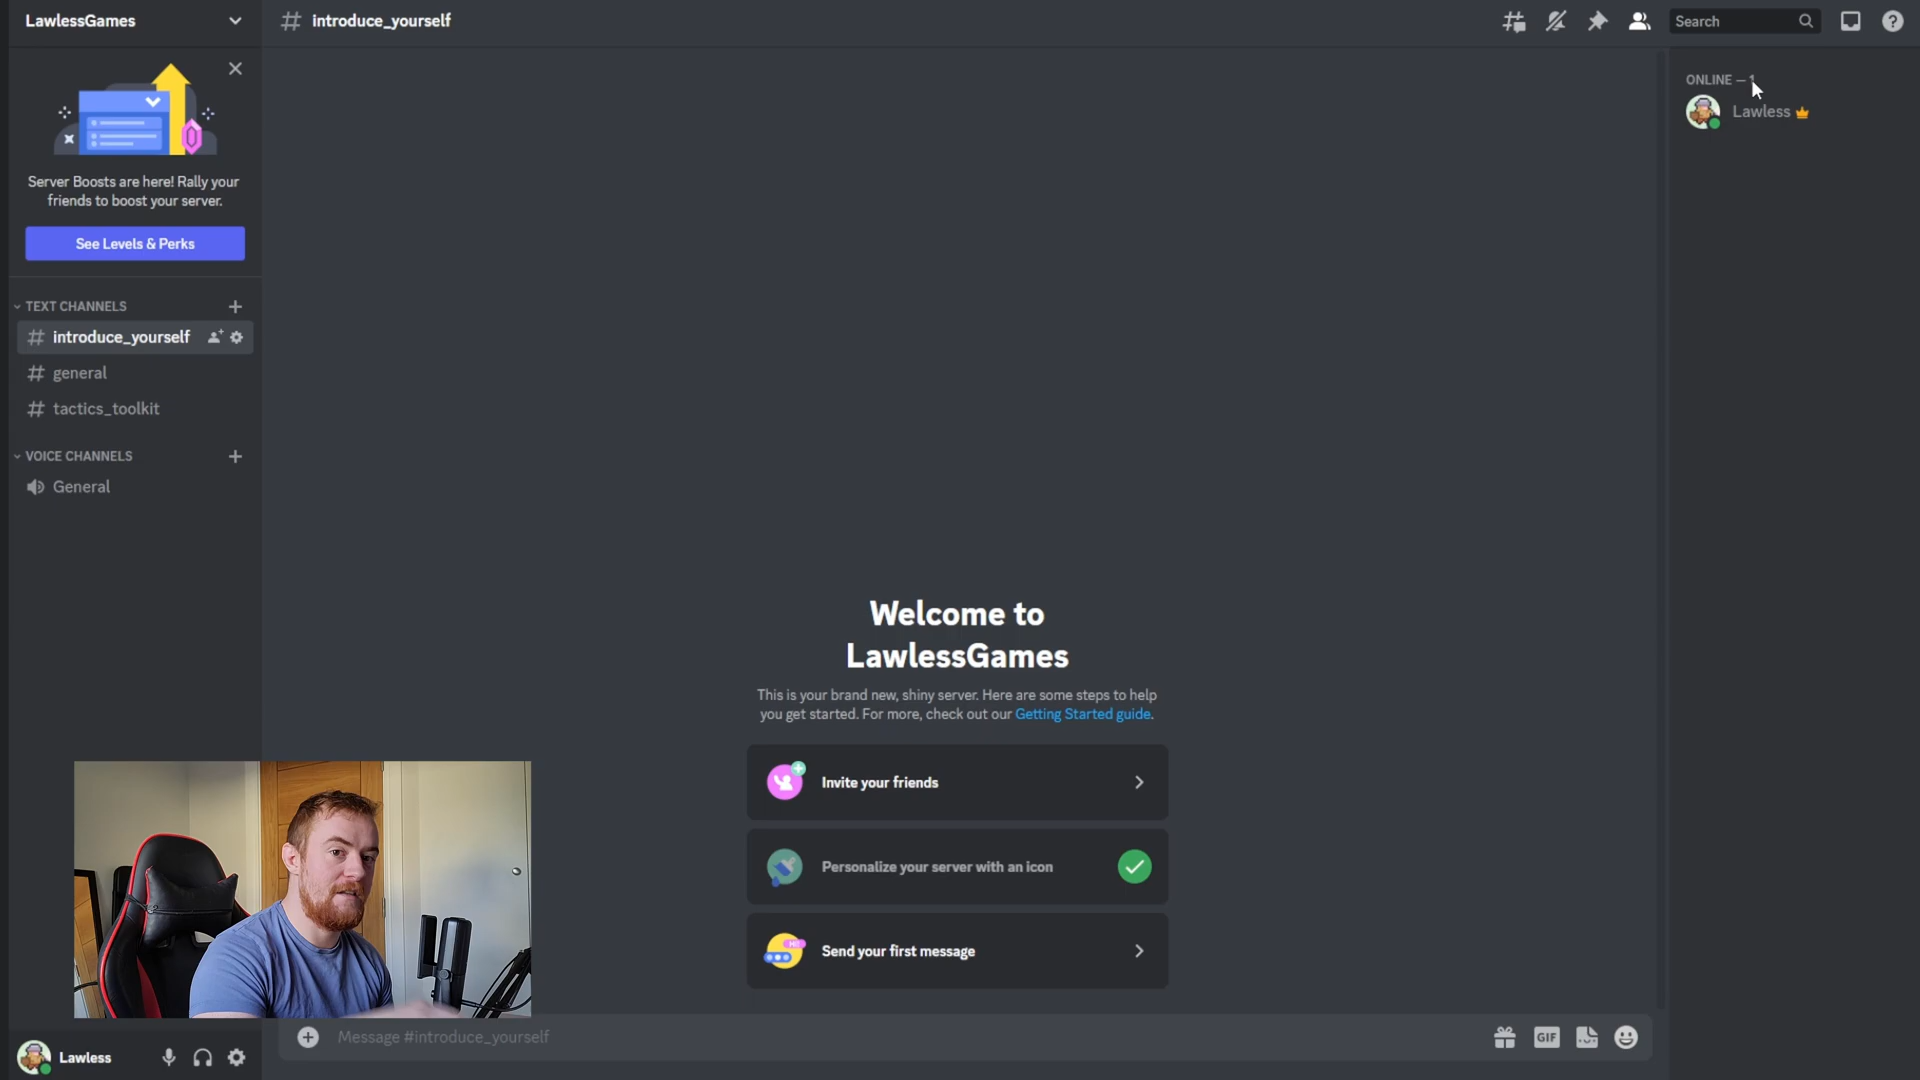 LawlessGames
introduce_yourself
Search
Server Boosts are here! Rally your
friends to boost your server.
See Levels & Perks
TEXT CHANNELS
introduce_yourself
general
tactics_toolkit
VOICE CHANNELS
General
ONLINE – 1
Lawless
Welcome to
LawlessGames
This is your brand new, shiny server. Here are some steps to help
you get started. For more, check out our Getting Started guide.
Invite your friends
Personalize your server with an icon
Send your first message
Message #introduce_yourself
GIF
Lawless